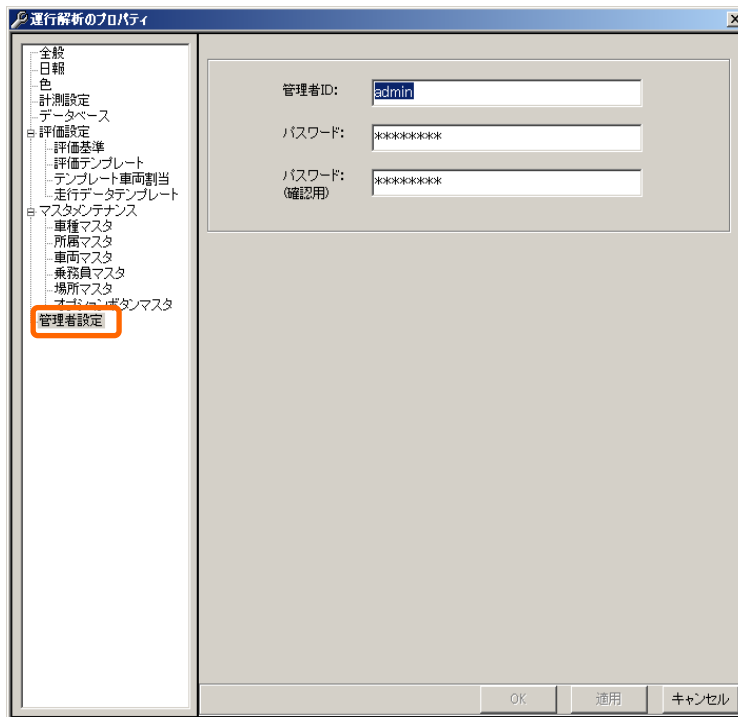 運行解析のプロパティ
全般
日報
色
計測設定
データベース
評価設定
評価基準
評価テンプレート
テンプレート車両割当
走行データテンプレート
マスタメンテナンス
車種マスタ
所属マスタ
車両マスタ
乗務員マスタ
場所マスタ
オプションボタンマスタ
管理者設定
管理者ID:
admin
パスワード:
********
パスワード:
(確認用)
********
OK
適用
キャンセル